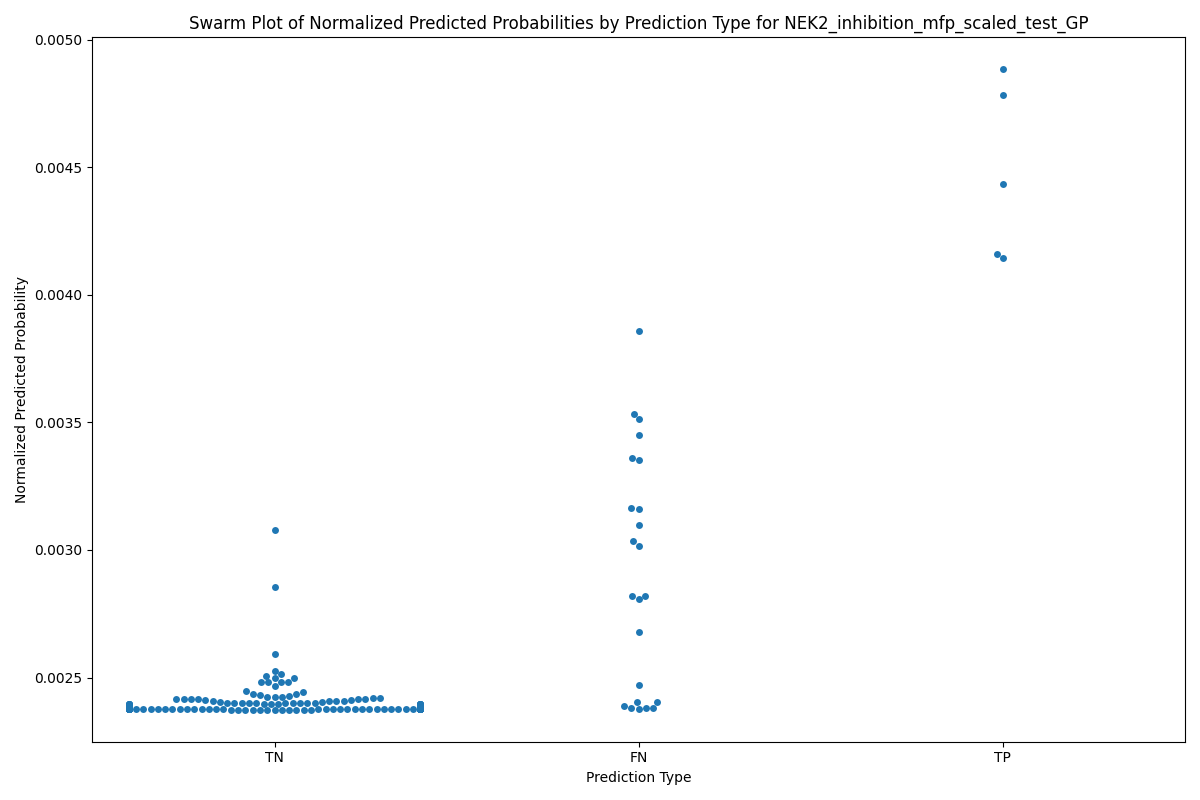 Swarm Plot of Normalized Predicted Probabilities by Prediction Type for NEK2_inhibition_mfp_scaled_test_GP
Normalized Predicted Probability
0.0050
0.0045
0.0040
0.0035
0.0030
0.0025
TN
FN
TP
Prediction Type